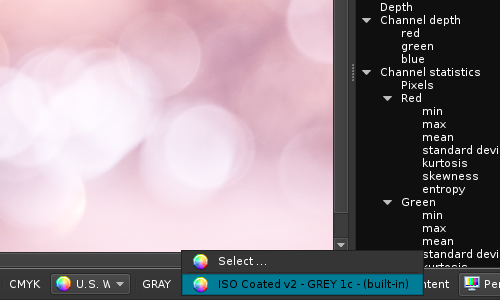 Depth
Channel depth
red
green
blue
Channel statistics
Pixels
Red
min
max
mean
standard devi
kurtosis
skewness
entropy
Green
min
max
mean
standard devi
kurtosis
Select ...
ISO Coated v2 - GREY 1c - (built-in)
CMYK
U.S. W
GRAY
ntent
Per